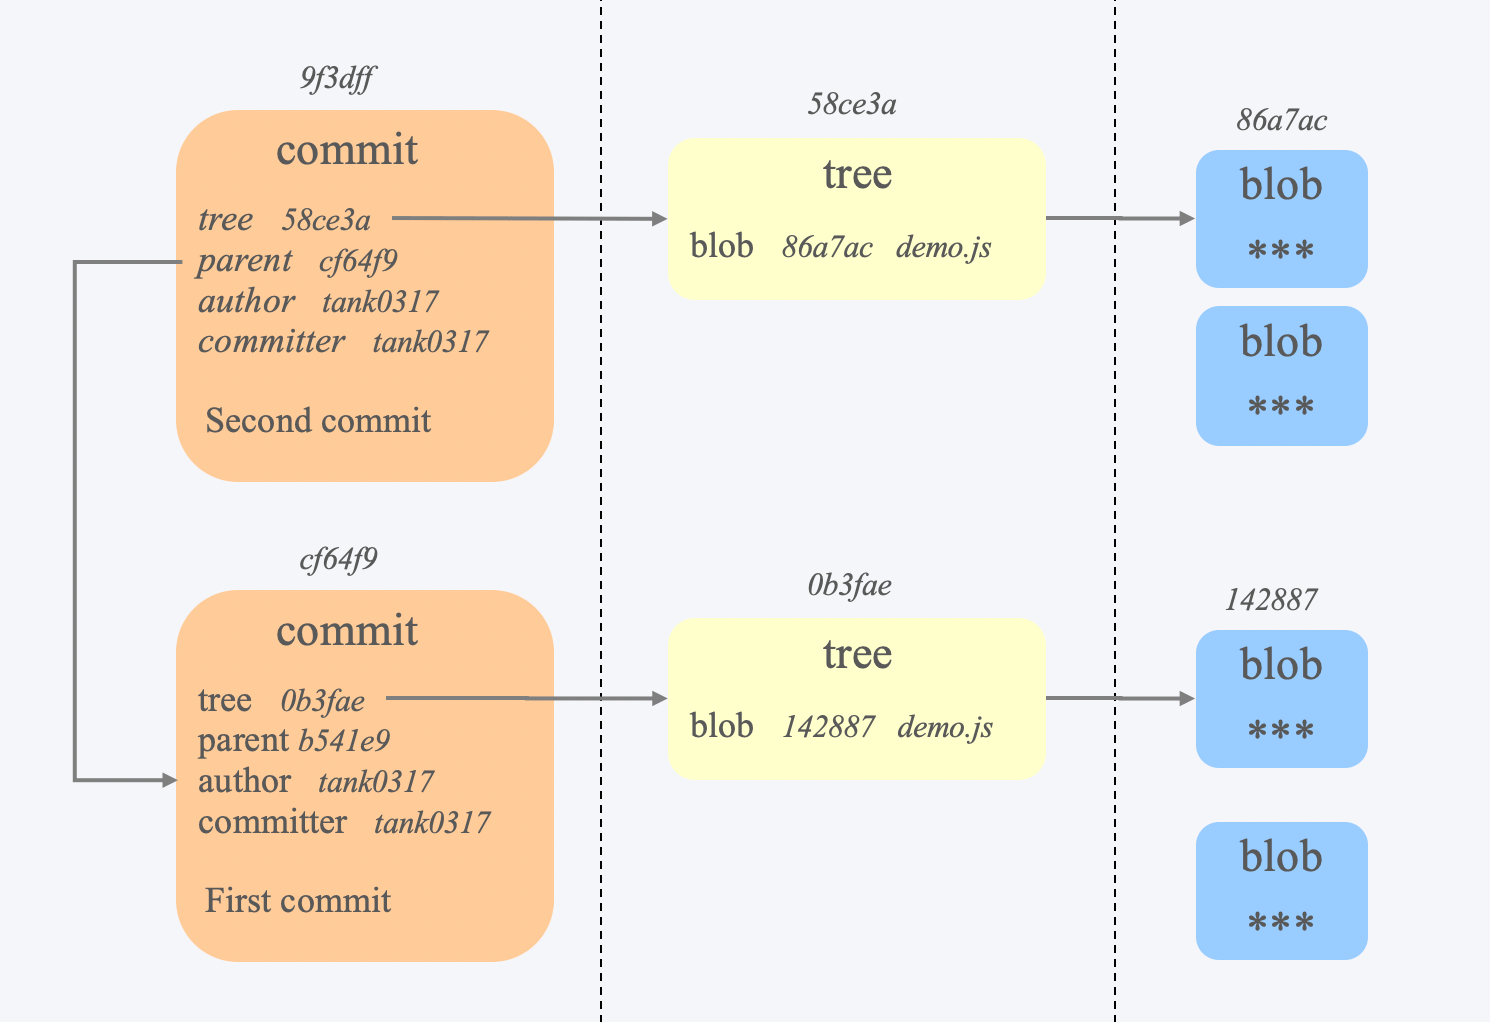 9f3dff
commit
tree 58ce3a
parent cf64f9
author tank0317
committer tank0317
Second commit
58ce3a
tree
blob 86a7ac demo.js
86a7ac
blob
***
blob
***
cf64f9
commit
tree 0b3fae
parent b541e9
author tank0317
committer tank0317
First commit
0b3fae
tree
blob 142887 demo.js
142887
blob
***
blob
***